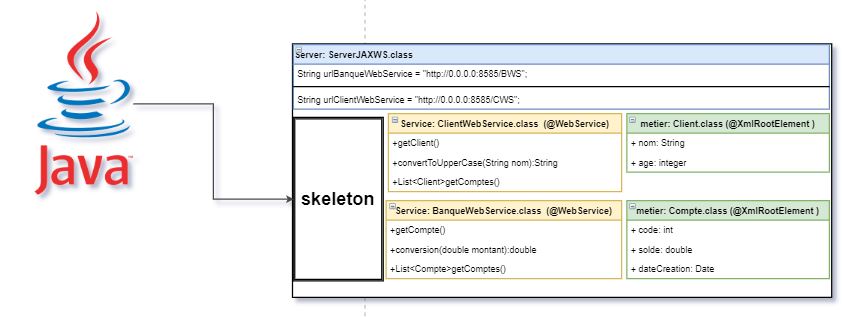 Java™
Server: ServerJAXWS.class
String urlBanqueWebService = "http://0.0.0.0:8585/BWS";
String urlClientWebService = "http://0.0.0.0:8585/CWS";
skeleton
Service: ClientWebService.class (@WebService)
+getClient()
+convertToUpperCase(String nom):String
+List<Client>getComptes()
metier: Client.class (@XmlRootElement )
+ nom: String
+ age: integer
Service: BanqueWebService.class (@WebService)
+getCompte()
+conversion(double montant):double
+List<Compte>getComptes()
metier: Compte.class (@XmlRootElement )
+ code: int
+ solde: double
+ dateCreation: Date